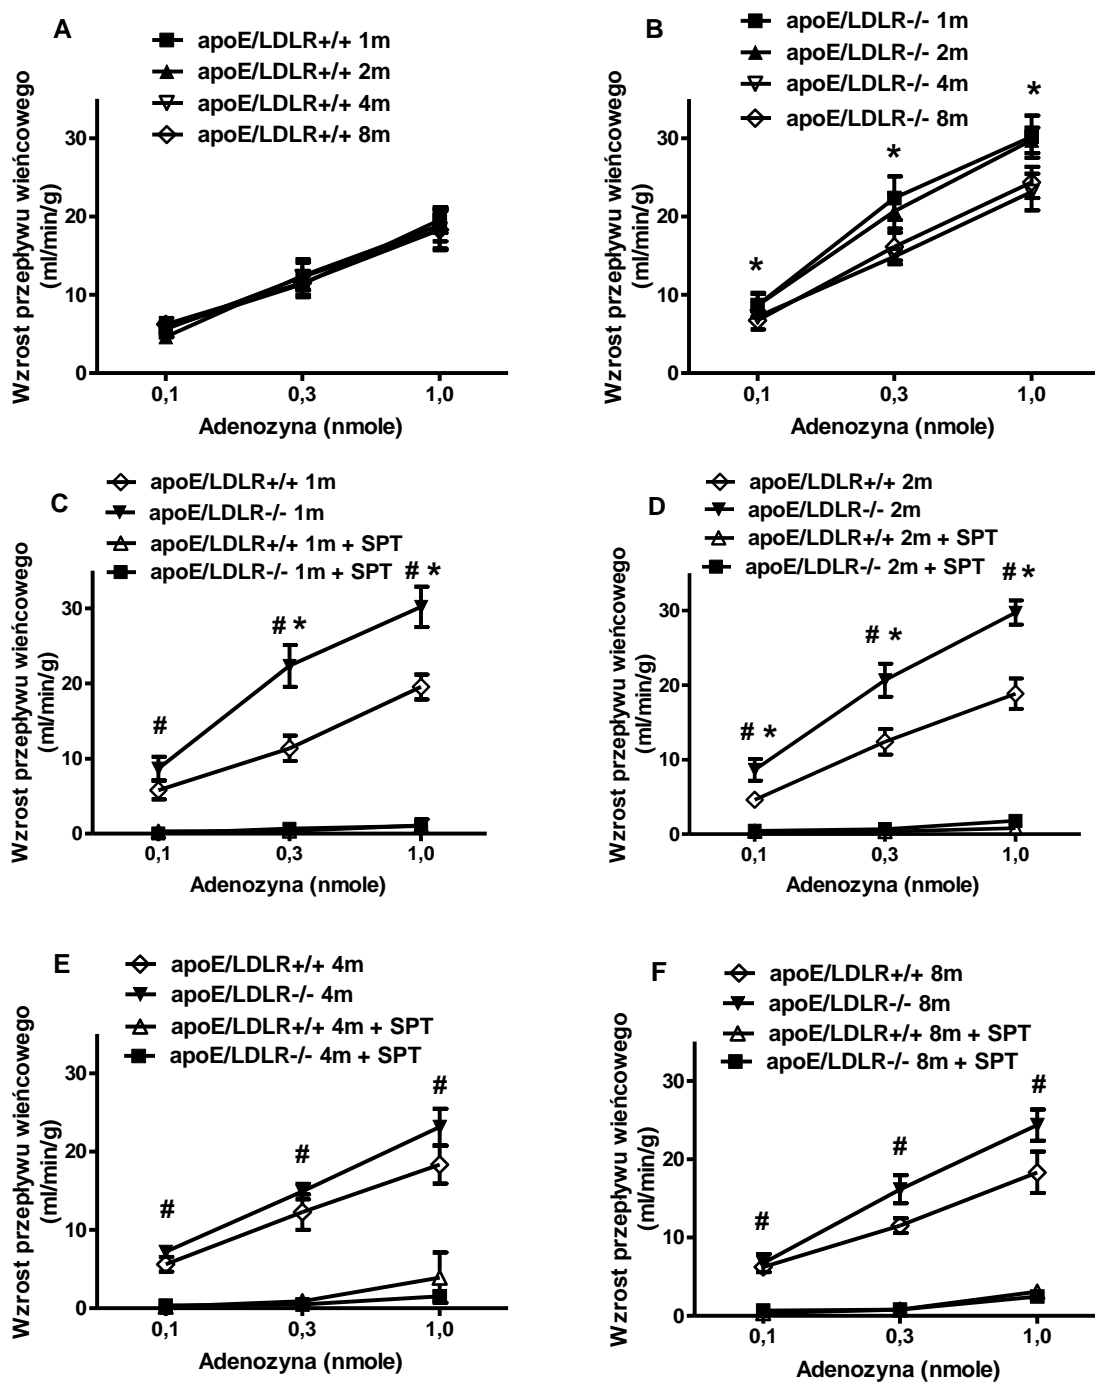 A
apoE/LDLR+/+ 1m
apoE/LDLR+/+ 2m
apoE/LDLR+/+ 4m
apoE/LDLR+/+ 8m
Wzrost przepływu wieńcowego
(ml/min/g)
30
20
10
0
0,1 0,3 1,0
Adenozyna (nmole)
B
apoE/LDLR-/- 1m
apoE/LDLR-/- 2m
apoE/LDLR-/- 4m
apoE/LDLR-/- 8m
Wzrost przepływu wieńcowego
(ml/min/g)
30
20
10
0
* * *
0,1 0,3 1,0
Adenozyna (nmole)
C
apoE/LDLR+/+ 1m
apoE/LDLR-/- 1m
apoE/LDLR+/+ 1m + SPT
apoE/LDLR-/- 1m + SPT
Wzrost przepływu wieńcowego
(ml/min/g)
30
20
10
0
# # * # *
0,1 0,3 1,0
Adenozyna (nmole)
D
apoE/LDLR+/+ 2m
apoE/LDLR-/- 2m
apoE/LDLR+/+ 2m + SPT
apoE/LDLR-/- 2m + SPT
Wzrost przepływu wieńcowego
(ml/min/g)
30
20
10
0
# * # * # *
0,1 0,3 1,0
Adenozyna (nmole)
E
apoE/LDLR+/+ 4m
apoE/LDLR-/- 4m
apoE/LDLR+/+ 4m + SPT
apoE/LDLR-/- 4m + SPT
Wzrost przepływu wieńcowego
(ml/min/g)
30
20
10
0
# # #
0,1 0,3 1,0
Adenozyna (nmole)
F
apoE/LDLR+/+ 8m
apoE/LDLR-/- 8m
apoE/LDLR+/+ 8m + SPT
apoE/LDLR-/- 8m + SPT
Wzrost przepływu wieńcowego
(ml/min/g)
30
20
10
0
# # #
0,1 0,3 1,0
Adenozyna (nmole)